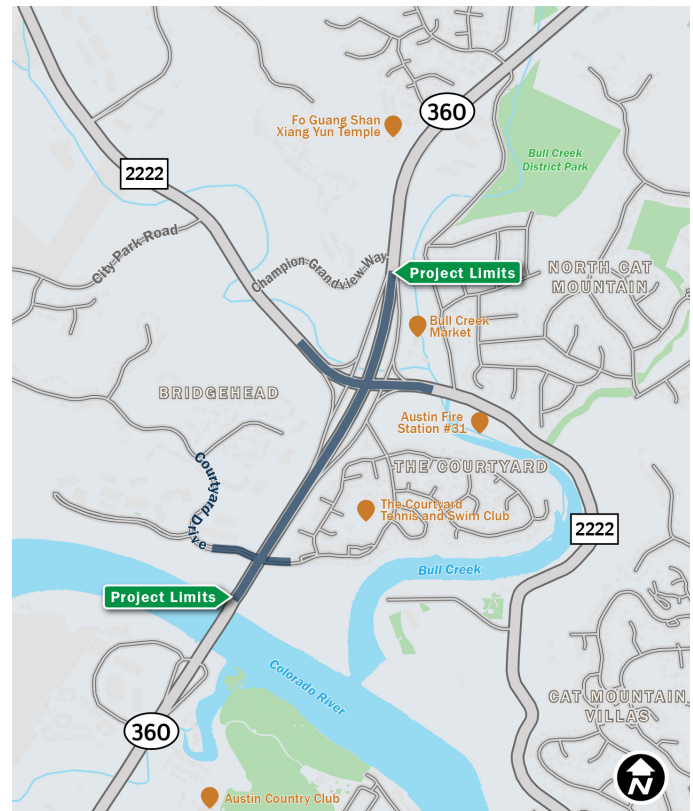 360
Fo Guang Shan
Xiang Yun Temple
Bull Creek
District Park
2222
City Park Road
Champion Grandview Way
Project Limits
NORTH CAT
MOUNTAIN
Bull Creek
Market
BRIDGEHEAD
Austin Fire
Station #31
THE COURTYARD
Courtyard Drive
The Courtyard
Tennis and Swim Club
2222
Bull Creek
Project Limits
Colorado River
CAT MOUNTAIN
VILLAS
360
Austin Country Club
N